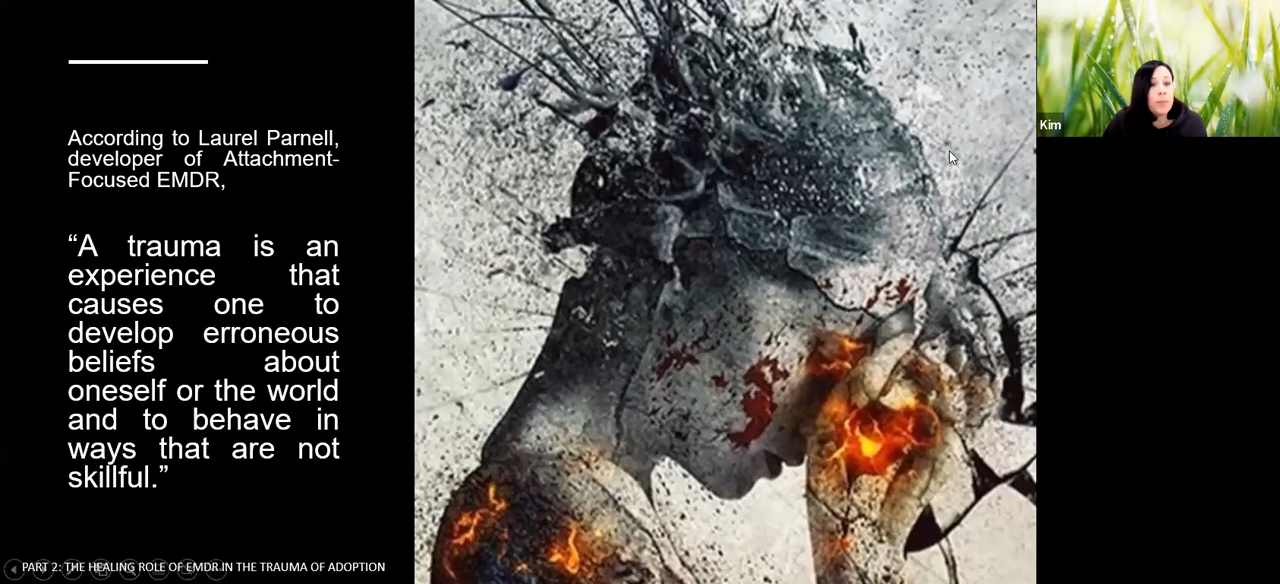 According to Laurel Parnell,
developer of Attachment-
Focused EMDR,
“A trauma is an
experience that
causes one to
develop erroneous
beliefs about
oneself or the world
and to behave in
ways that are not
skillful.”
PART 2: THE HEALING ROLE OF EMDR IN THE TRAUMA OF ADOPTION
Kim